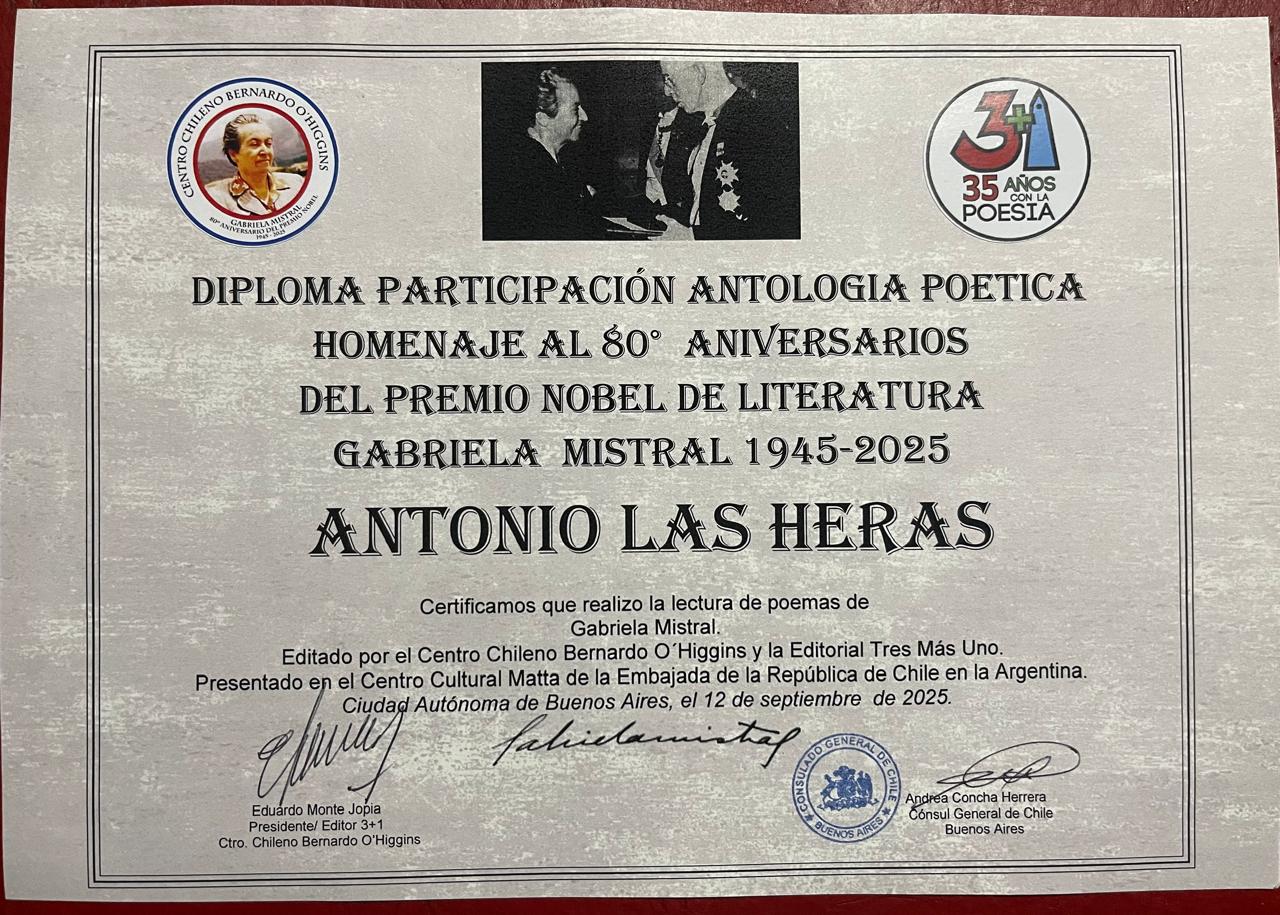 CENTRO CHILENO BERNARDO O'HIGGINS
GABRIELA MISTRAL
80° ANIVERSARIO DEL PREMIO NOBEL
1945 - 2025
3+1
35 AÑOS
CON LA
POESIA
DIPLOMA PARTICIPACIÓN ANTOLOGIA POETICA
HOMENAJE AL 80° ANIVERSARIOS
DEL PREMIO NOBEL DE LITERATURA
GABRIELA MISTRAL 1945-2025
ANTONIO LAS HERAS
Certificamos que realizo la lectura de poemas de
Gabriela Mistral.
Editado por el Centro Chileno Bernardo O´Higgins y la Editorial Tres Más Uno.
Presentado en el Centro Cultural Matta de la Embajada de la República de Chile en la Argentina.
Ciudad Autónoma de Buenos Aires, el 12 de septiembre de 2025.
Gabrielamistral
Eduardo Monte Jopia
Presidente/ Editor 3+1
Ctro. Chileno Bernardo O'Higgins
CONSULADO GENERAL DE CHILE
BUENOS AIRES
Andrea Concha Herrera
Cónsul General de Chile
Buenos Aires